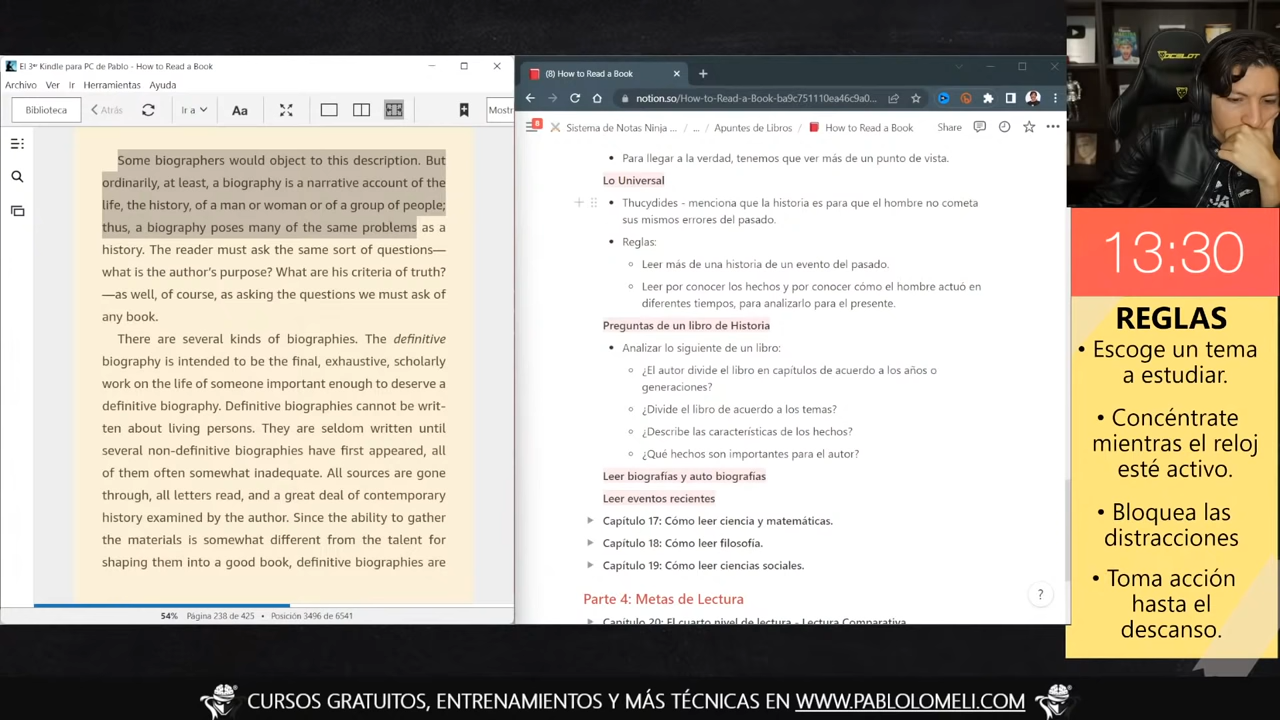 El 3er Kindle para PC de Pablo - How to Read a Book
Archivo Ver Ir Herramientas Ayuda
Biblioteca Atrás Ir a Aa Mostr
Some biographers would object to this description. But
ordinarily, at least, a biography is a narrative account of the
life, the history, of a man or woman or of a group of people;
thus, a biography poses many of the same problems as a
history. The reader must ask the same sort of questions—
what is the author's purpose? What are his criteria of truth?
—as well, of course, as asking the questions we must ask of
any book.
There are several kinds of biographies. The definitive
biography is intended to be the final, exhaustive, scholarly
work on the life of someone important enough to deserve a
definitive biography. Definitive biographies cannot be writ-
ten about living persons. They are seldom written until
several non-definitive biographies have first appeared, all
of them often somewhat inadequate. All sources are gone
through, all letters read, and a great deal of contemporary
history examined by the author. Since the ability to gather
the materials is somewhat different from the talent for
shaping them into a good book, definitive biographies are
54% Página 238 de 425 • Posición 3496 de 6541
(8) How to Read a Book
notion.so/How-to-Read-a-Book-ba9c751110ea46c9a0...
8 Sistema de Notas Ninja / ... / Apuntes de Libros / How to Read a Book Share
• Para llegar a la verdad, tenemos que ver más de un punto de vista.
Lo Universal
• Thucydides - menciona que la historia es para que el hombre no cometa
sus mismos errores del pasado.
• Reglas:
Leer más de una historia de un evento del pasado.
Leer por conocer los hechos y por conocer cómo el hombre actuó en
diferentes tiempos, para analizarlo para el presente.
Preguntas de un libro de Historia
• Analizar lo siguiente de un libro:
¿El autor divide el libro en capítulos de acuerdo a los años o
generaciones?
¿Divide el libro de acuerdo a los temas?
¿Describe las características de los hechos?
¿Qué hechos son importantes para el autor?
Leer biografías y auto biografías
Leer eventos recientes
Capítulo 17: Cómo leer ciencia y matemáticas.
Capítulo 18: Cómo leer filosofía.
Capítulo 19: Cómo leer ciencias sociales.
Parte 4: Metas de Lectura
Capítulo 20: El cuarto nivel de lectura - Lectura Comparativa
?
OCELOT
13:30
REGLAS
• Escoge un tema
a estudiar.
• Concéntrate
mientras el reloj
esté activo.
• Bloquea las
distracciones
• Toma acción
hasta el
descanso.
CURSOS GRATUITOS, ENTRENAMIENTOS Y MÁS TÉCNICAS EN WWW.PABLOLOMELI.COM